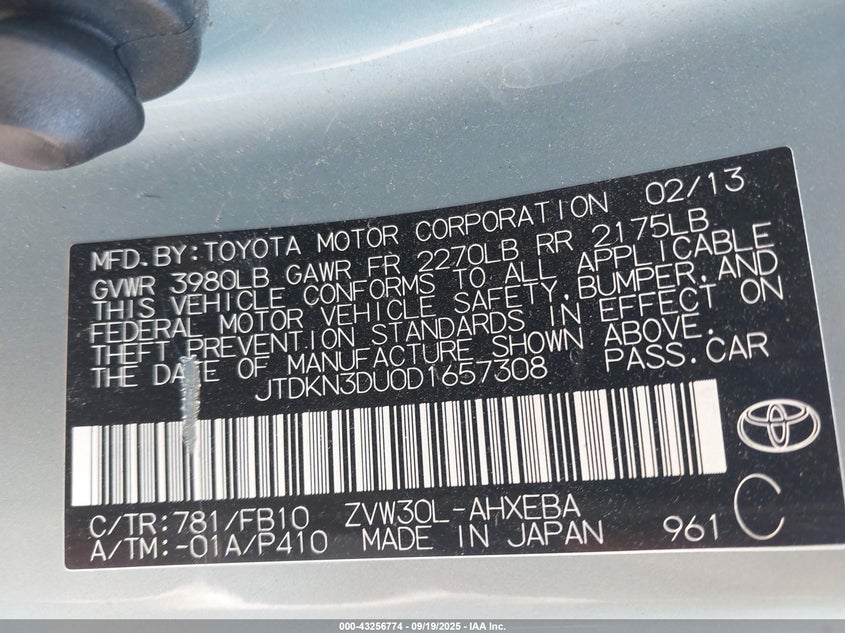 MFD.BY:TOYOTA MOTOR CORPORATION 02/13
GVWR 3980LB GAWR FR 2270LB RR 2175LB
THIS VEHICLE CONFORMS TO ALL APPLICABLE
FEDERAL MOTOR VEHICLE SAFETY,BUMPER,AND
THEFT PREVENTION STANDARDS IN EFFECT ON
THE DATE OF MANUFACTURE SHOWN ABOVE.
JTDKN3DU0D1657308 PASS.CAR
C/TR:781/FB10 ZVW30L-AHXEBA
A/TM:-01A/P410 MADE IN JAPAN 961 C
000-43256774 - 09/19/2025 - IAA Inc.